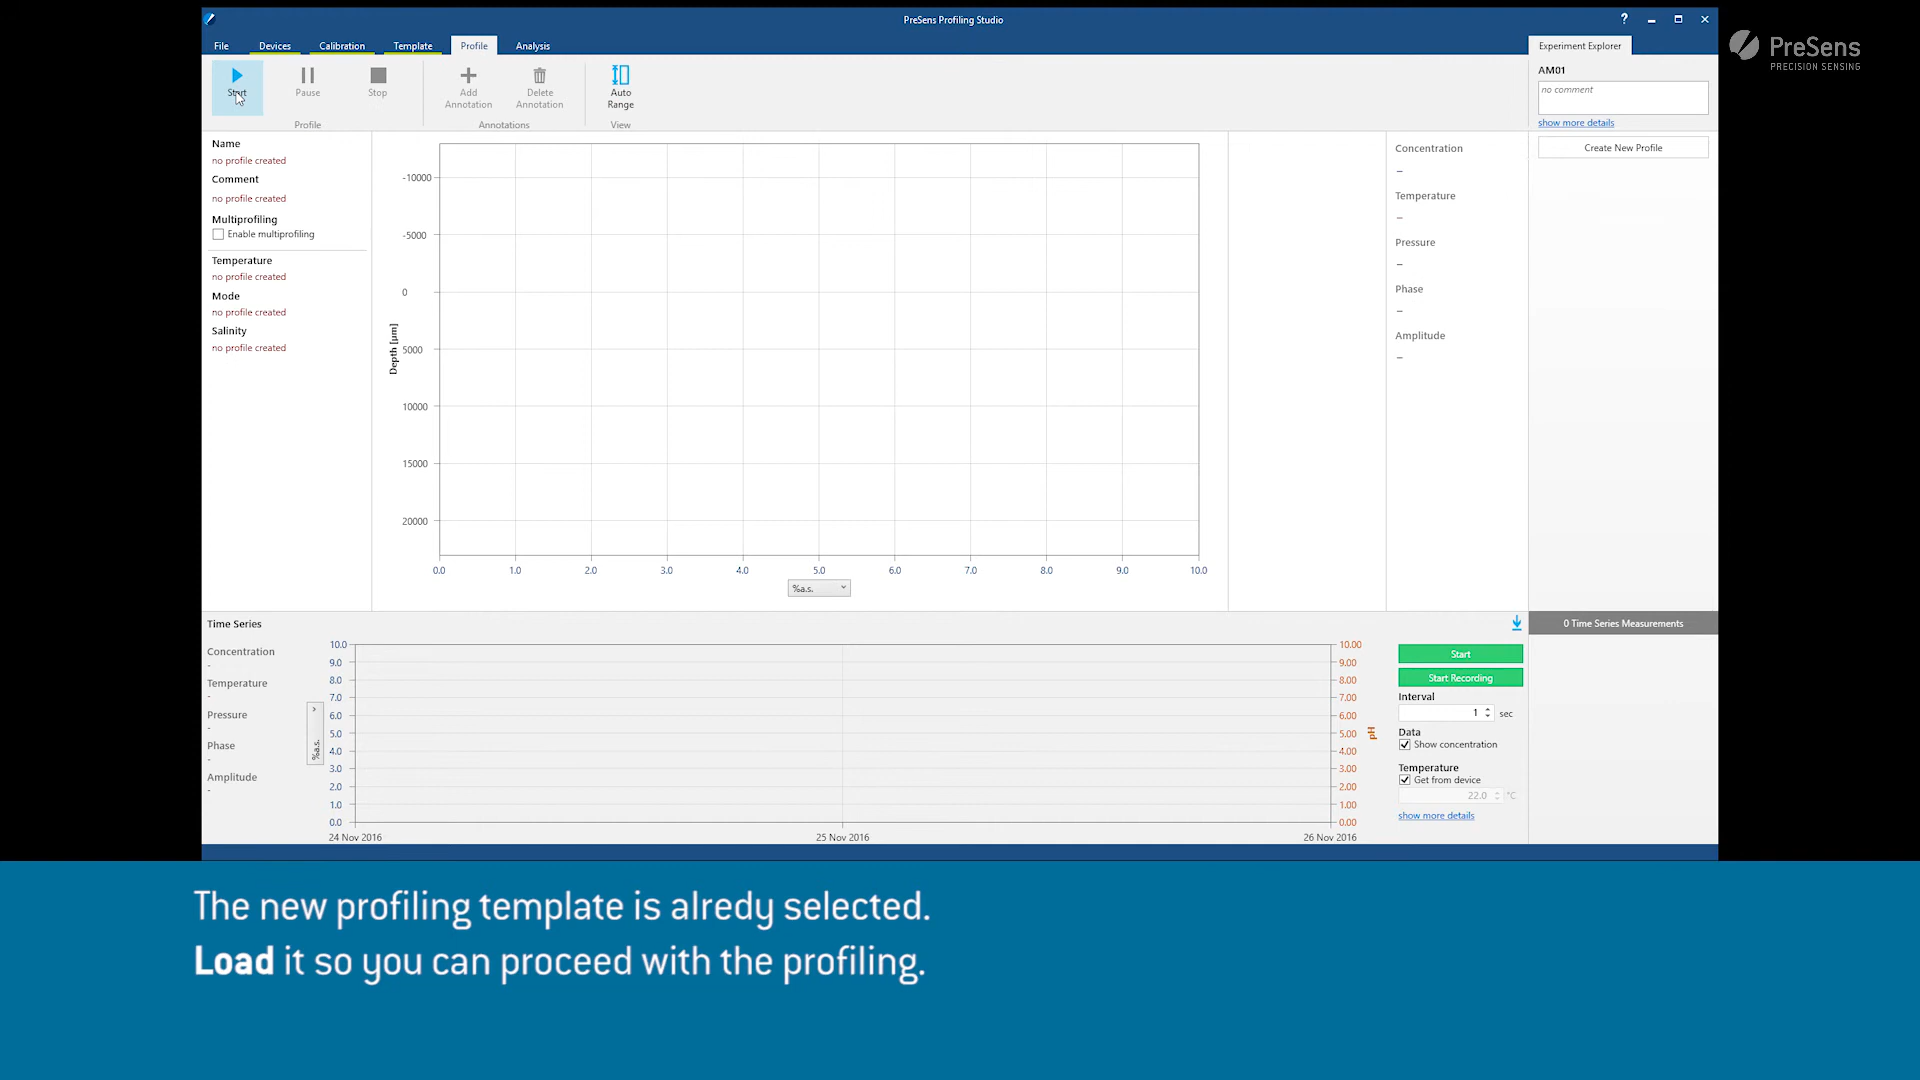 PreSens Profiling Studio
?
File
Devices
Calibration
Template
Profile
Analysis
Experiment Explorer
PreSens
PRECISION SENSING
Start
Pause
Stop
Profile
Add
Annotation
Delete
Annotation
Annotations
Auto
Range
View
AM01
no comment
show more details
Create New Profile
Name
no profile created
Comment
no profile created
Multiprofiling
Enable multiprofiling
Temperature
no profile created
Mode
no profile created
Salinity
no profile created
Depth [µm]
-10000
-5000
0
5000
10000
15000
20000
0.0 1.0 2.0 3.0 4.0 5.0 6.0 7.0 8.0 9.0 10.0
%a.s.
Concentration
–
Temperature
–
Pressure
–
Phase
–
Amplitude
–
Time Series
0 Time Series Measurements
Concentration
-
Temperature
-
Pressure
-
Phase
-
Amplitude
-
%a.s.
10.0
9.0
8.0
7.0
6.0
5.0
4.0
3.0
2.0
1.0
0.0
24 Nov 2016 25 Nov 2016 26 Nov 2016
10.00
9.00
8.00
7.00
6.00
5.00
4.00
3.00
2.00
1.00
0.00
pH
Start
Start Recording
Interval
1 sec
Data
Show concentration
Temperature
Get from device
22.0 °C
show more details
The new profiling template is alredy selected.
Load it so you can proceed with the profiling.